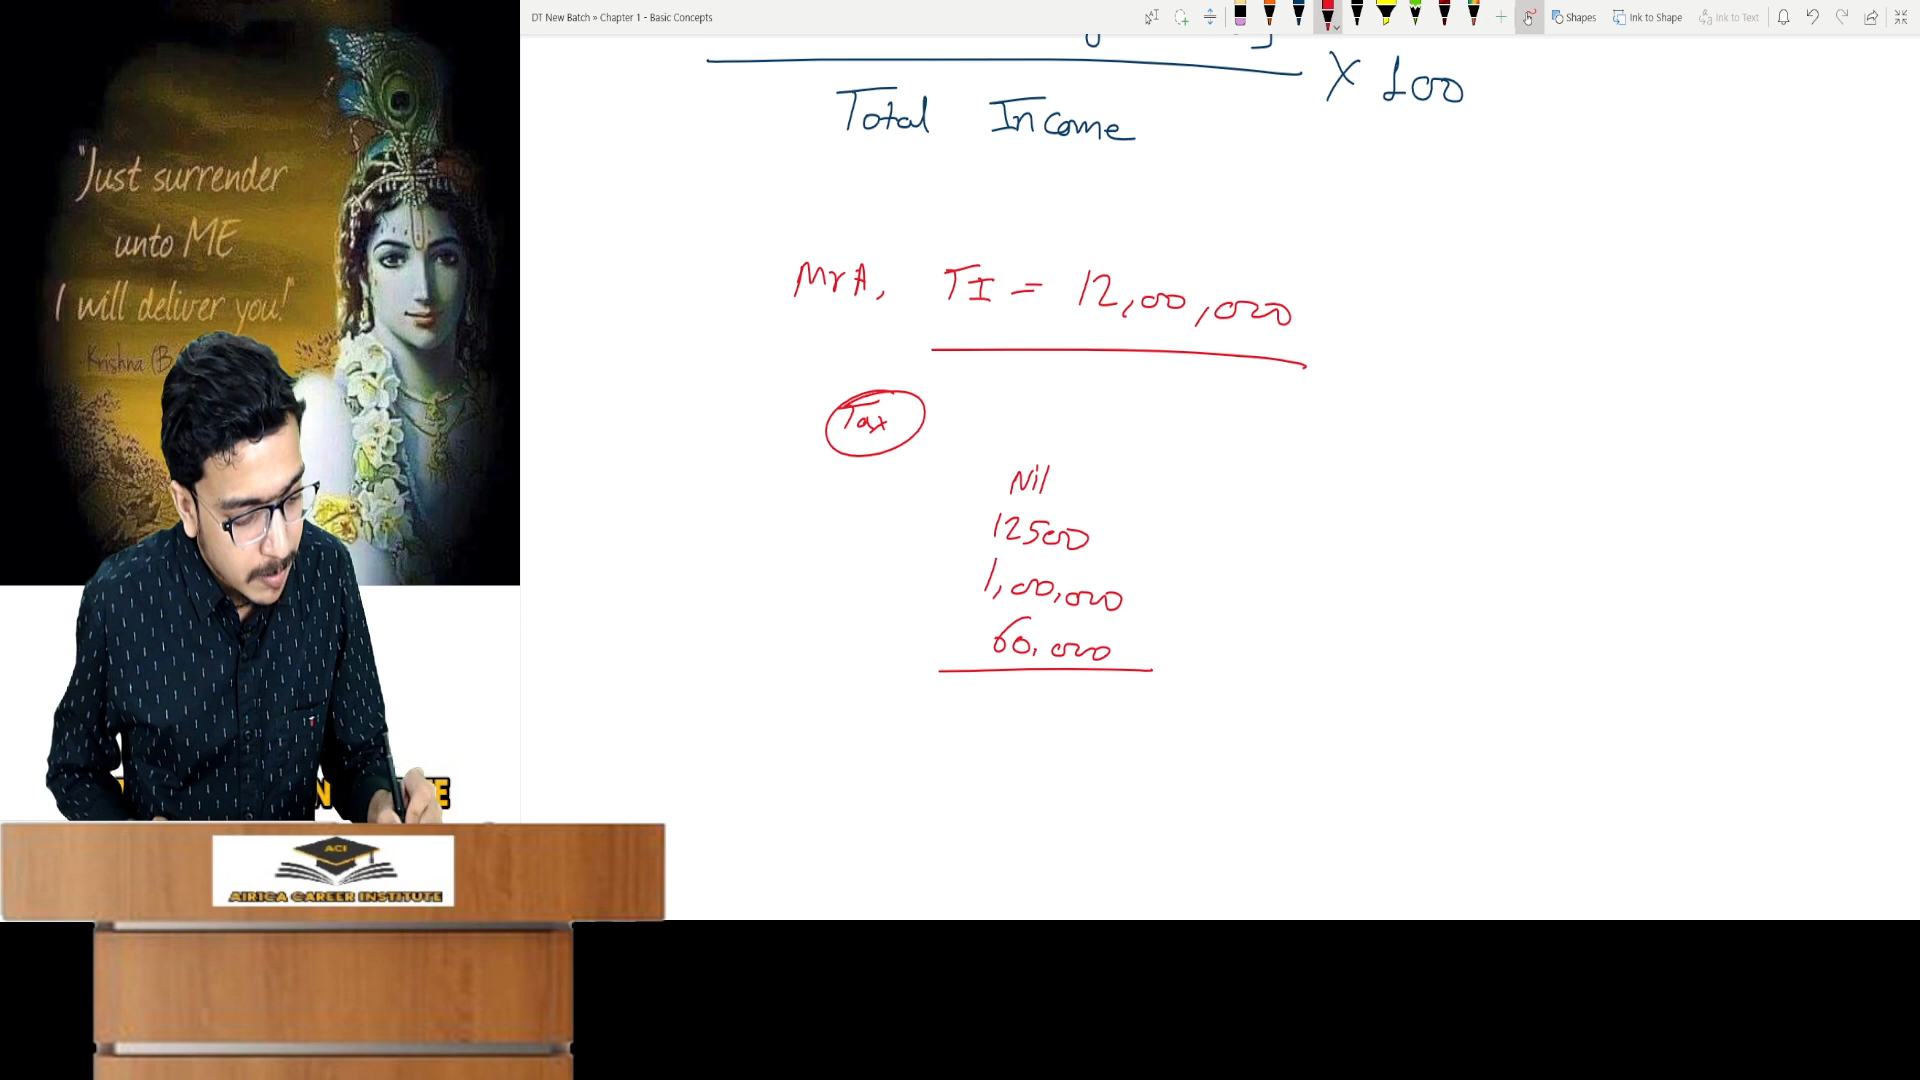 DT New Batch » Chapter 1 - Basic Concepts
Shapes
Ink to Shape
Ink to Text
Total Income × 100
"Just surrender
unto ME
I will deliver you!"
Krishna (B
Mr A, TI = 12,00,000
Tax
Nil
12500
1,00,000
60,000
N
E
ACI
AIRICA CAREER INSTITUTE